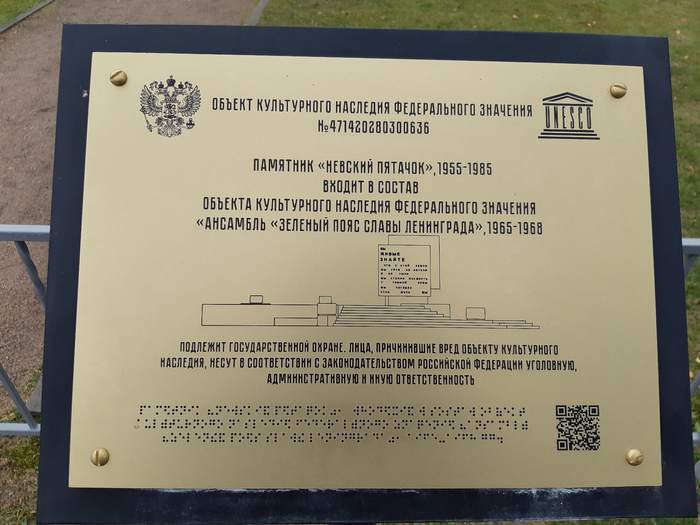 ОБЪЕКТ КУЛЬТУРНОГО НАСЛЕДИЯ ФЕДЕРАЛЬНОГО ЗНАЧЕНИЯ
№471420280300636
UNESCO
ПАМЯТНИК «НЕВСКИЙ ПЯТАЧОК», 1955-1985
ВХОДИТ В СОСТАВ
ОБЪЕКТА КУЛЬТУРНОГО НАСЛЕДИЯ ФЕДЕРАЛЬНОГО ЗНАЧЕНИЯ
«АНСАМБЛЬ «ЗЕЛЕНЫЙ ПОЯС СЛАВЫ ЛЕНИНГРАДА», 1965-1968
ВЫ
ЖИВЫЕ
ЗНАЙТЕ
ПОДЛЕЖИТ ГОСУДАРСТВЕННОЙ ОХРАНЕ. ЛИЦА, ПРИЧИНИВШИЕ ВРЕД ОБЪЕКТУ КУЛЬТУРНОГО
НАСЛЕДИЯ, НЕСУТ В СООТВЕТСТВИИ С ЗАКОНОДАТЕЛЬСТВОМ РОССИЙСКОЙ ФЕДЕРАЦИИ УГОЛОВНУЮ,
АДМИНИСТРАТИВНУЮ И ИНУЮ ОТВЕТСТВЕННОСТЬ